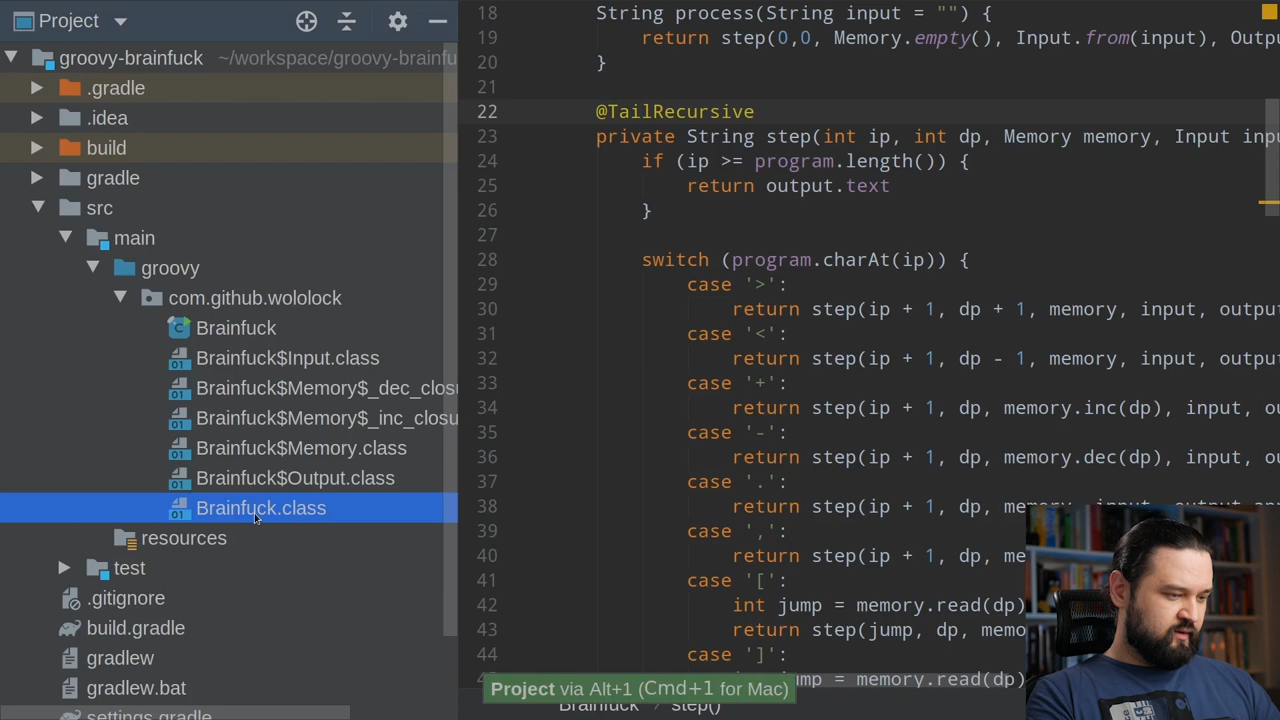 Project
groovy-brainfuck ~/workspace/groovy-brainfu
.gradle
.idea
build
gradle
src
main
groovy
com.github.wololock
Brainfuck
Brainfuck$Input.class
Brainfuck$Memory$_dec_closu
Brainfuck$Memory$_inc_closu
Brainfuck$Memory.class
Brainfuck$Output.class
Brainfuck.class
resources
test
.gitignore
build.gradle
gradlew
gradlew.bat
settings.gradle
18 String process(String input = "") {
19 return step(0,0, Memory.empty(), Input.from(input), Outpu
20 }
21
22 @TailRecursive
23 private String step(int ip, int dp, Memory memory, Input inpu
24 if (ip >= program.length()) {
25 return output.text
26 }
27
28 switch (program.charAt(ip)) {
29 case '>':
30 return step(ip + 1, dp + 1, memory, input, output
31 case '<':
32 return step(ip + 1, dp - 1, memory, input, output
33 case '+':
34 return step(ip + 1, dp, memory.inc(dp), input, ou
35 case '-':
36 return step(ip + 1, dp, memory.dec(dp), input, ou
37 case '.':
38 return step(ip + 1, dp, memory, input, output.app
39 case ',':
40 return step(ip + 1, dp, me
41 case '[':
42 int jump = memory.read(dp)
43 return step(jump, dp, memo
44 case ']':
jump = memory.read(dp)
Project via Alt+1 (Cmd+1 for Mac)
Brainfuck step()